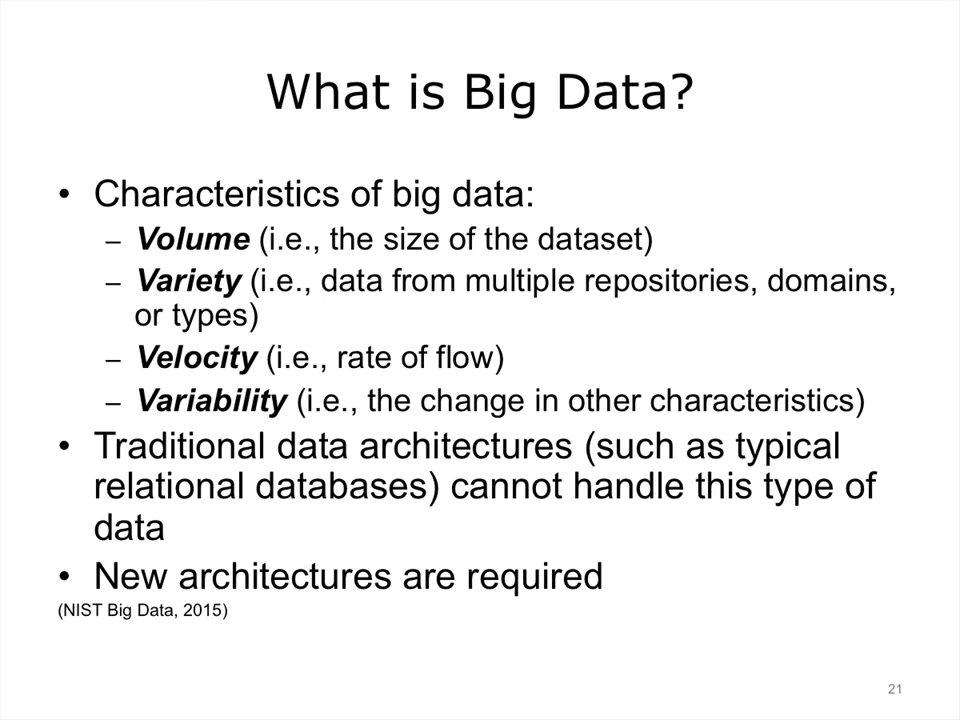 What is Big Data?
• Characteristics of big data:
– Volume (i.e., the size of the dataset)
– Variety (i.e., data from multiple repositories, domains,
or types)
– Velocity (i.e., rate of flow)
– Variability (i.e., the change in other characteristics)
• Traditional data architectures (such as typical
relational databases) cannot handle this type of
data
• New architectures are required
(NIST Big Data, 2015)
21